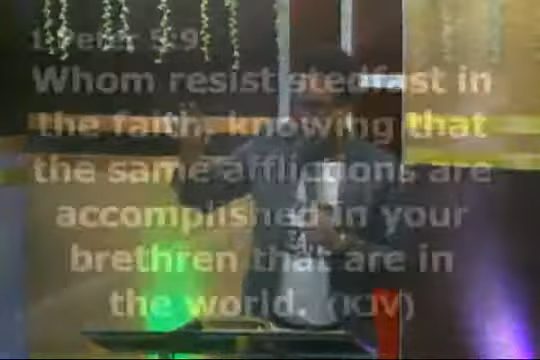 1 Peter 5:9
Whom resist stedfast in
the faith, knowing that
the same afflictions are
accomplished in your
brethren that are in
the world. (KJV)